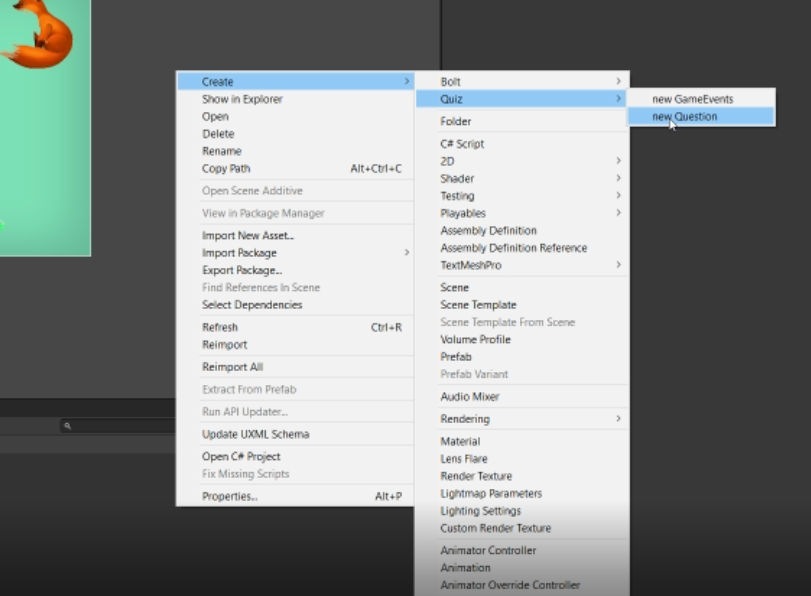 Create
Show in Explorer
Open
Delete
Rename
Copy Path Alt+Ctrl+C
Open Scene Additive
View in Package Manager
Import New Asset...
Import Package
Export Package...
Find References In Scene
Select Dependencies
Refresh Ctrl+R
Reimport
Reimport All
Extract From Prefab
Run API Updater...
Update UXML Schema
Open C# Project
Fix Missing Scripts
Properties... Alt+P
Bolt
Quiz
Folder
C# Script
2D
Shader
Testing
Playables
Assembly Definition
Assembly Definition Reference
TextMeshPro
Scene
Scene Template
Scene Template From Scene
Volume Profile
Prefab
Prefab Variant
Audio Mixer
Rendering
Material
Lens Flare
Render Texture
Lightmap Parameters
Lighting Settings
Custom Render Texture
Animator Controller
Animation
Animator Override Controller
new GameEvents
new Question